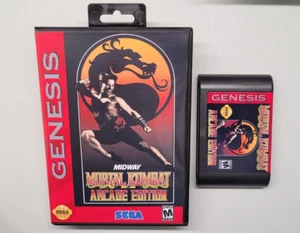 GENESIS
MIDWAY
MORTAL KOMBAT
ARCADE EDITION
SEGA
M
GENESIS
MORTAL KOMBAT
ARCADE EDITION